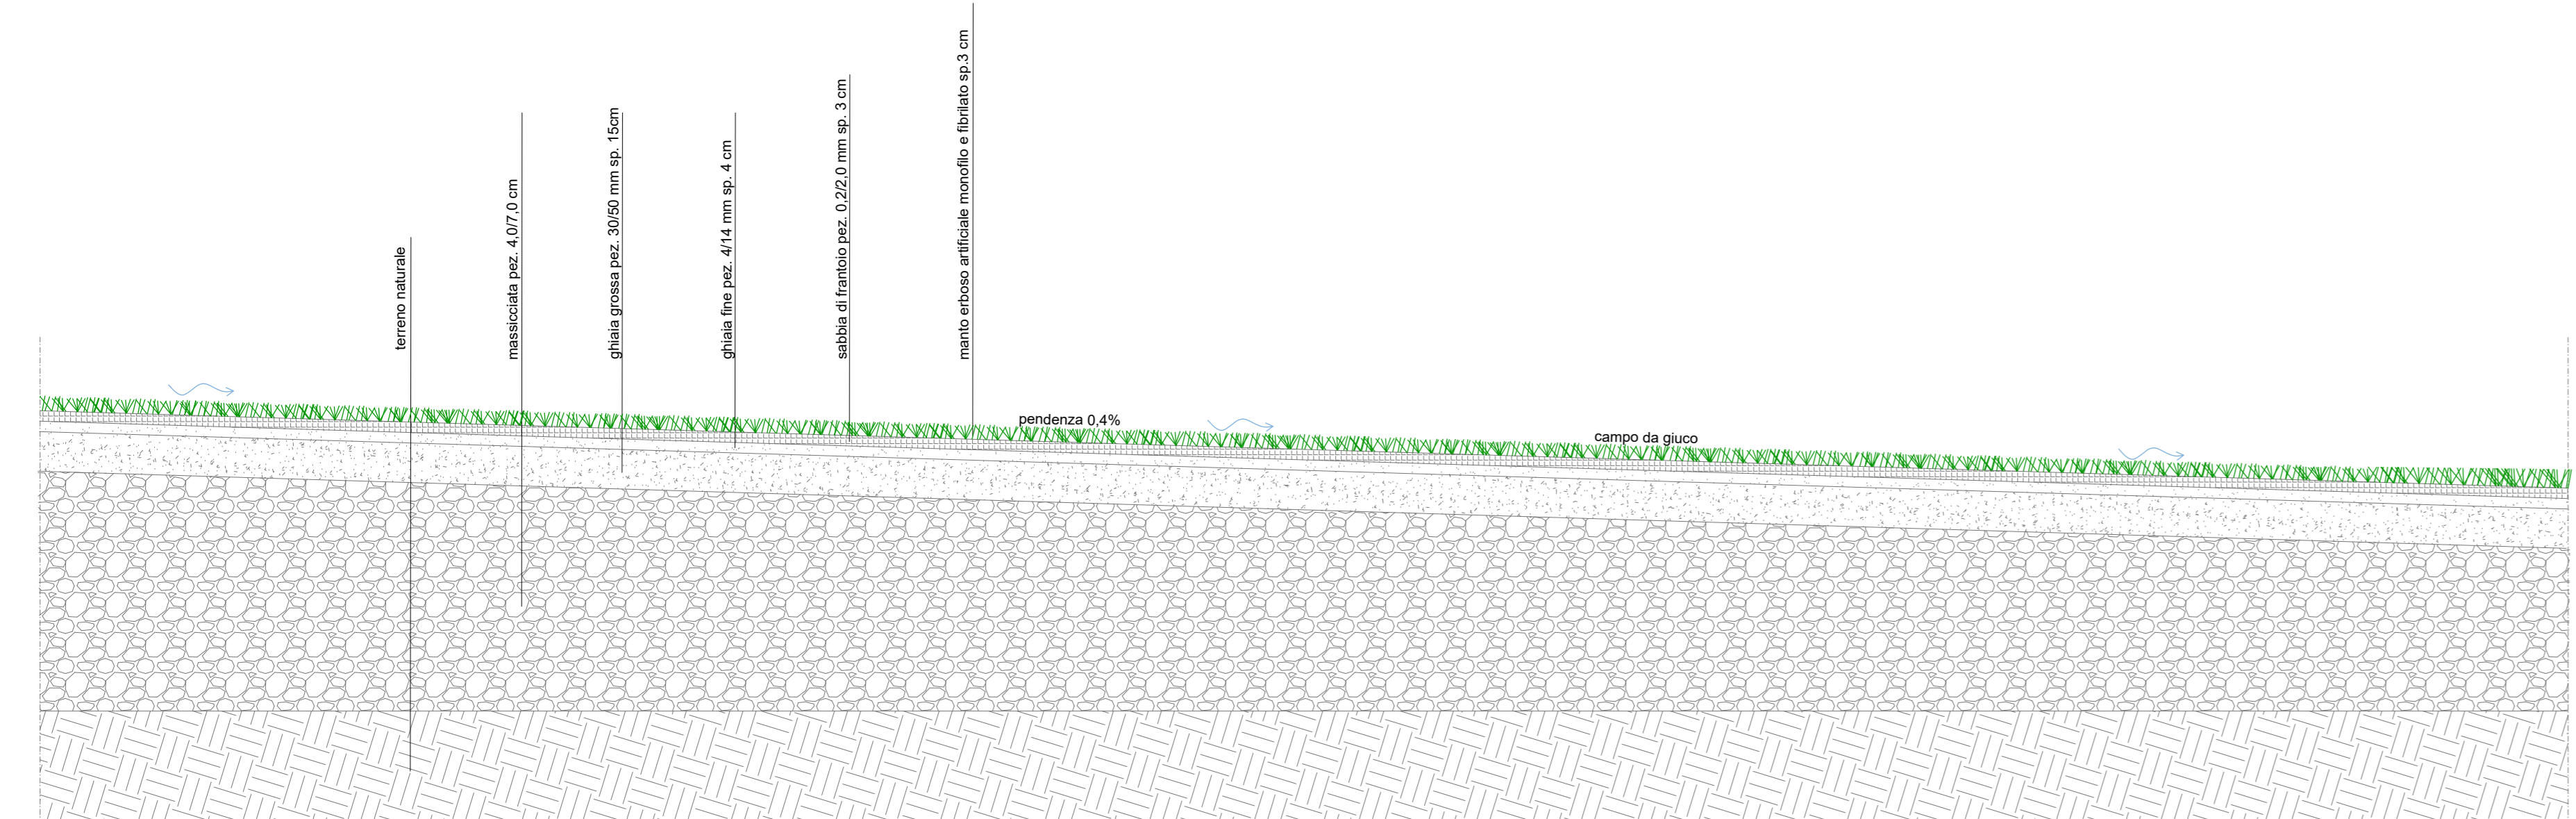 terreno naturale
massicciata pez. 4,0/7,0 cm
ghiaia grossa pez. 30/50 mm sp. 15cm
ghiaia fine pez. 4/14 mm sp. 4 cm
sabbia di frantoio pez. 0,2/2,0 mm sp. 3 cm
manto erboso artificiale monofilo e fibrilato sp.3 cm
pendenza 0,4%
campo da giuco